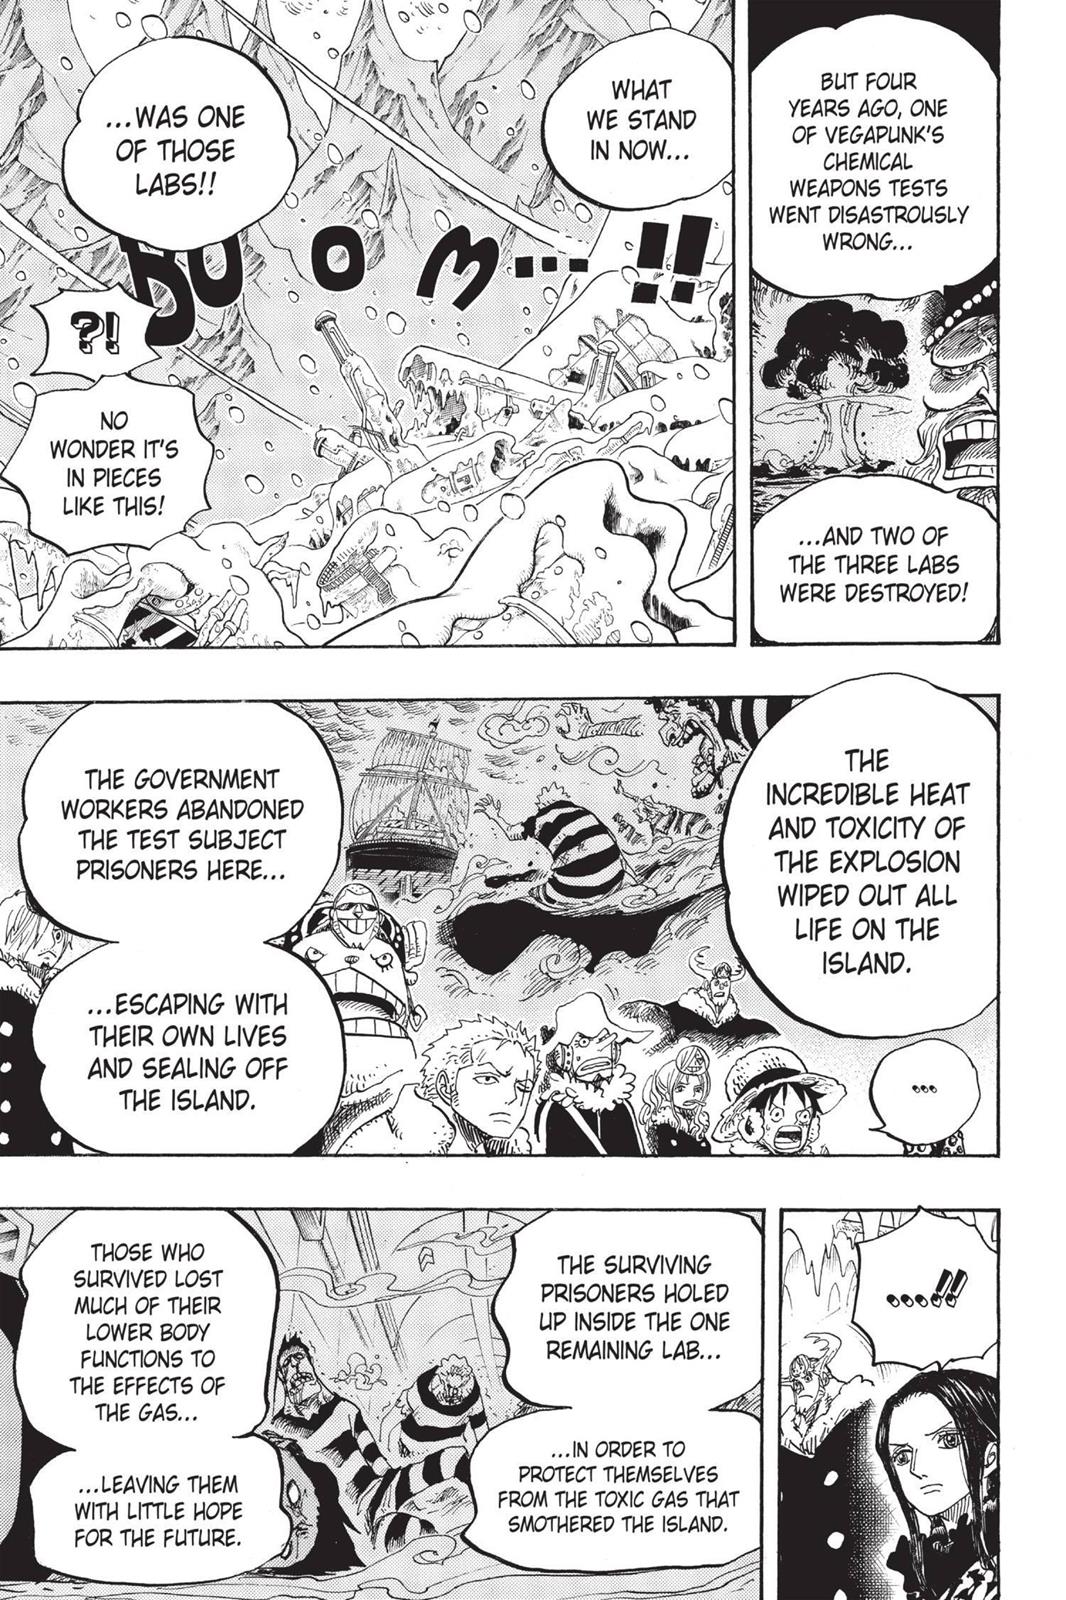 BUT FOUR
YEARS AGO, ONE
OF VEGAPUNK'S
CHEMICAL
WEAPONS TESTS
WENT DISASTROUSLY
WRONG...
...AND TWO OF
THE THREE LABS
WERE DESTROYED!
WHAT
WE STAND
IN NOW...
...WAS ONE
OF THOSE
LABS!!
DOOM...!!
?!
NO
WONDER IT'S
IN PIECES
LIKE THIS!
THE
INCREDIBLE HEAT
AND TOXICITY OF
THE EXPLOSION
WIPED OUT ALL
LIFE ON THE
ISLAND.
...
THE GOVERNMENT
WORKERS ABANDONED
THE TEST SUBJECT
PRISONERS HERE...
...ESCAPING WITH
THEIR OWN LIVES
AND SEALING OFF
THE ISLAND.
...!!
THE SURVIVING
PRISONERS HOLED
UP INSIDE THE ONE
REMAINING LAB...
...IN ORDER TO
PROTECT THEMSELVES
FROM THE TOXIC GAS THAT
SMOTHERED THE ISLAND.
THOSE WHO
SURVIVED LOST
MUCH OF THEIR
LOWER BODY
FUNCTIONS TO
THE EFFECTS OF
THE GAS...
...LEAVING THEM
WITH LITTLE HOPE
FOR THE FUTURE.